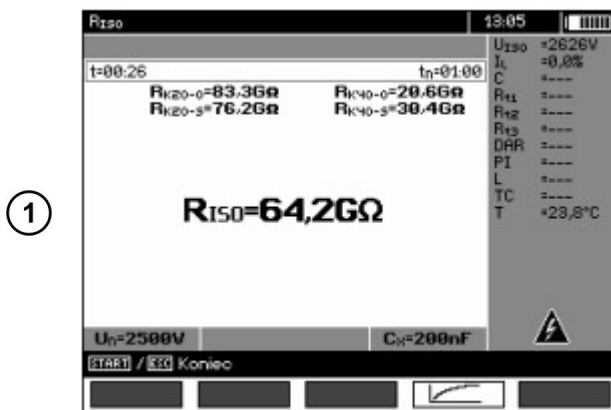 RISO 13:05
t=00:26 tn=01:00
RK20-O=83,3GΩ RK40-O=20,6GΩ
RK20-S=76,2GΩ RK40-S=30,4GΩ
RISO=64,2GΩ
Un=2500V CX=200nF
START / ESC Koniec
UISO =2626V
IL =0,0%
C =---
Rt1 =---
Rt2 =---
Rt3 =---
DAR =---
PI =---
L =---
TC =---
T =23,8°C
1